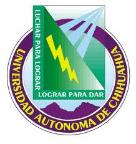 LUCHAR PARA LOGRAR
LOGRAR PARA DAR
UNIVERSIDAD AUTONOMA DE CHIHUAHUA